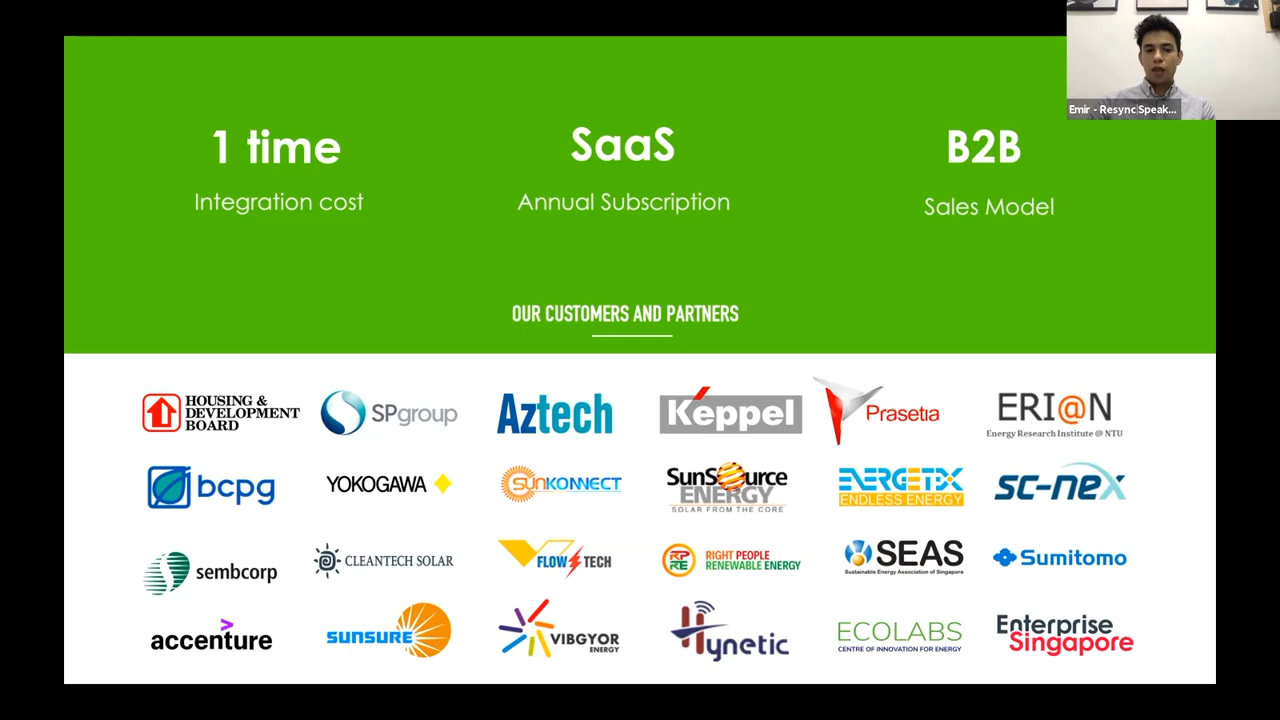 Emir - Resync Speak...
1 time
SaaS
B2B
Integration cost
Annual Subscription
Sales Model
OUR CUSTOMERS AND PARTNERS
HOUSING &
DEVELOPMENT
BOARD
SPgroup
Aztech
Keppel
Prasetia
ERI@N
Energy Research Institute @ NTU
bcpg
YOKOGAWA
SUNKONNECT
SunSource
ENERGY
SOLAR FROM THE CORE
ENERGETIX
ENDLESS ENERGY
sc-nex
sembcorp
CLEANTECH SOLAR
FLOW TECH
RP
RE
RIGHT PEOPLE
RENEWABLE ENERGY
SEAS
Sustainable Energy Association of Singapore
Sumitomo
accenture
SUNSURE
VIBGYOR
ENERGY
Hynetic
ECOLABS
CENTRE OF INNOVATION FOR ENERGY
Enterprise
Singapore